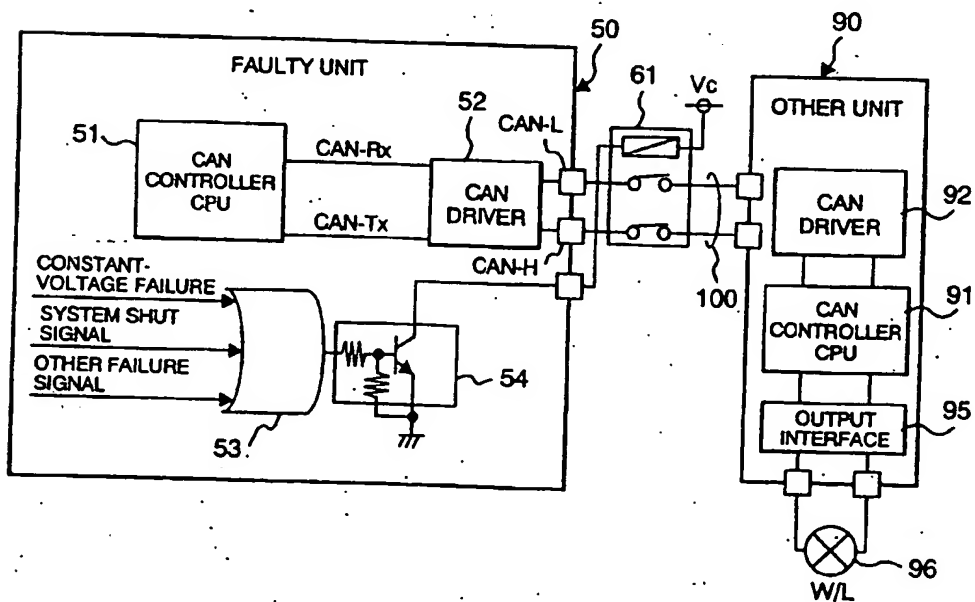 50
90
FAULTY UNIT
61
Vc
OTHER UNIT
51
52
CAN-L
CAN-Rx
CAN
CONTROLLER
CPU
CAN
DRIVER
CAN
DRIVER
92
CAN-Tx
CAN-H
100
CONSTANT-
VOLTAGE FAILURE
SYSTEM SHUT
SIGNAL
OTHER FAILURE
SIGNAL
91
CAN
CONTROLLER
CPU
54
53
95
OUTPUT
INTERFACE
96
W/L